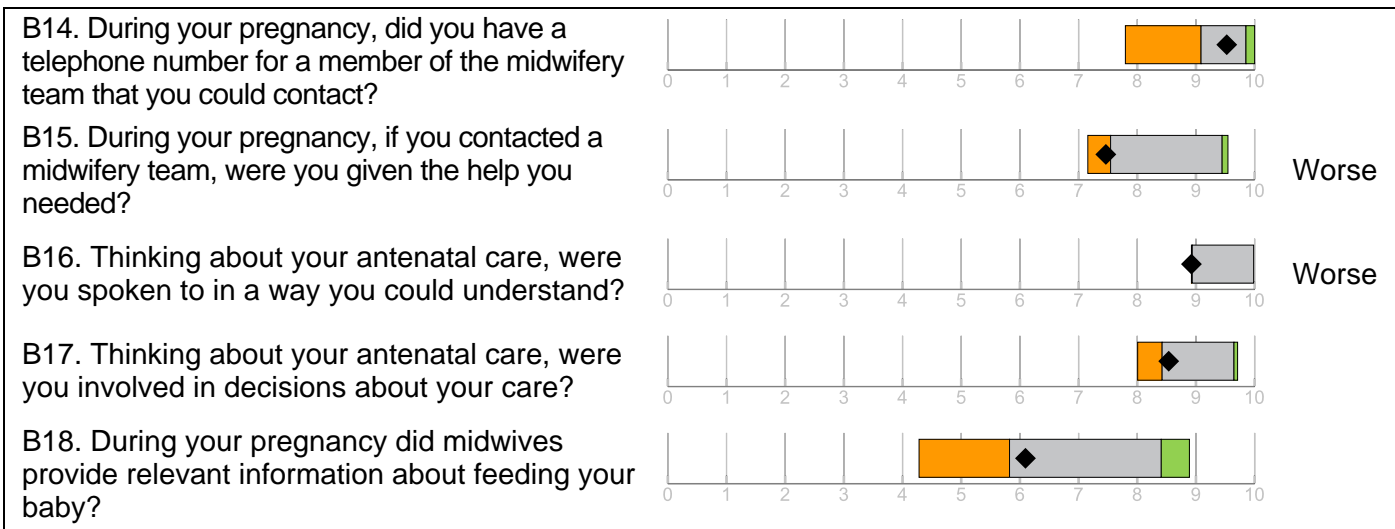 B14. During your pregnancy, did you have a
telephone number for a member of the midwifery
team that you could contact?
0 1 2 3 4 5 6 7 8 9 10
B15. During your pregnancy, if you contacted a
midwifery team, were you given the help you
needed?
0 1 2 3 4 5 6 7 8 9 10
Worse
B16. Thinking about your antenatal care, were
you spoken to in a way you could understand?
0 1 2 3 4 5 6 7 8 9 10
Worse
B17. Thinking about your antenatal care, were
you involved in decisions about your care?
0 1 2 3 4 5 6 7 8 9 10
B18. During your pregnancy did midwives
provide relevant information about feeding your
baby?
0 1 2 3 4 5 6 7 8 9 10